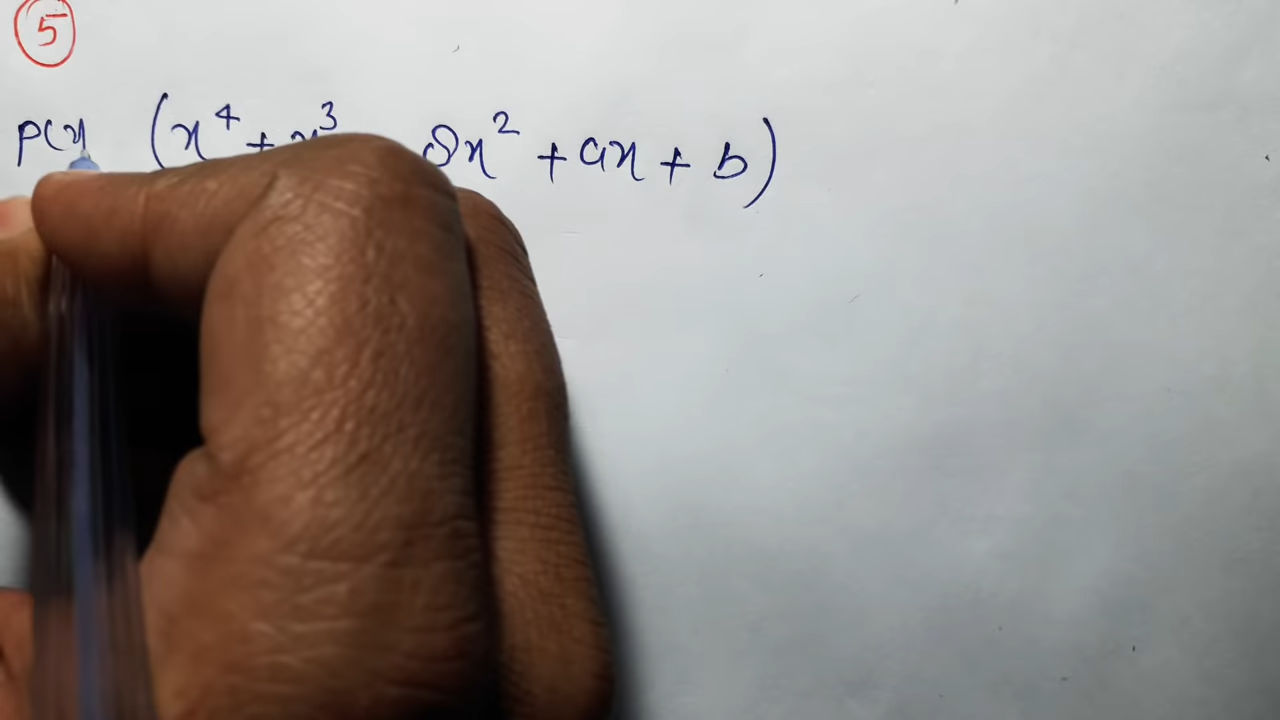 5
p(x (x⁴ + x³ 8x² + ax + b)